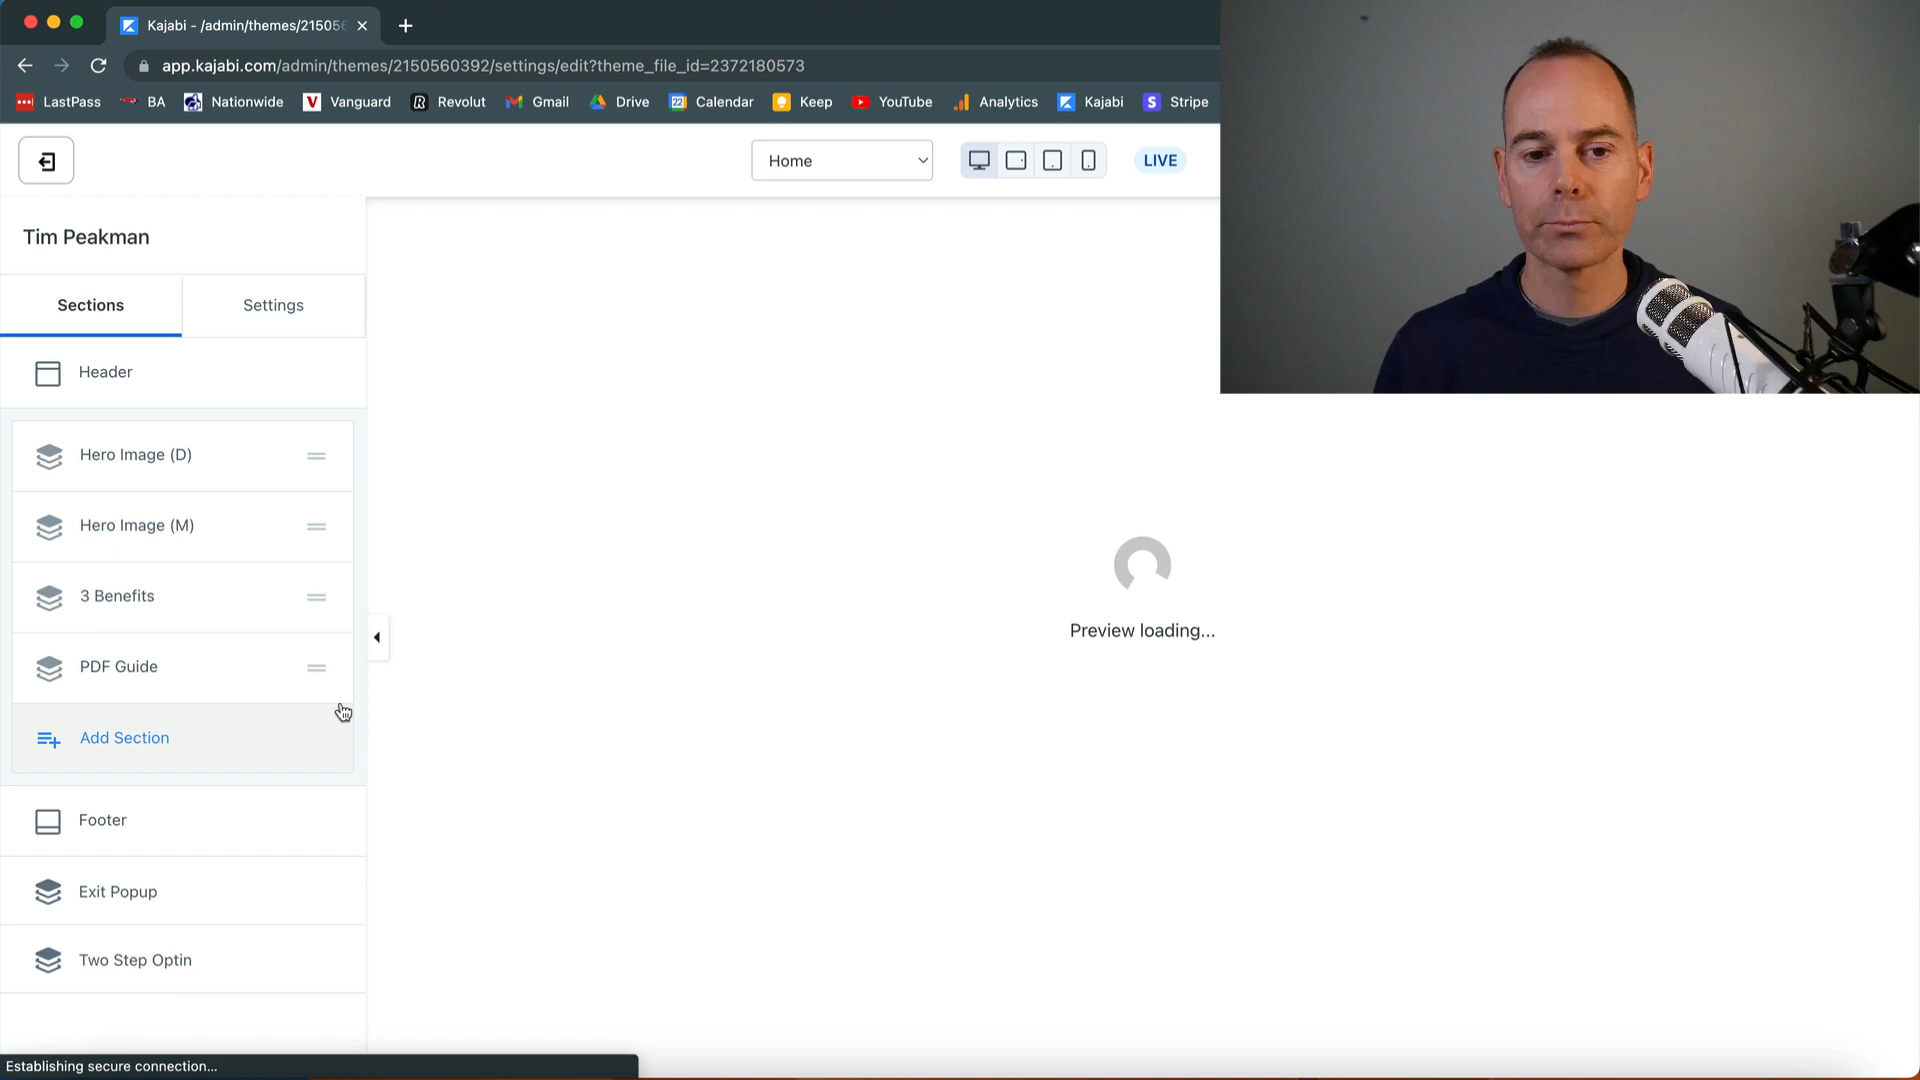 Kajabi - /admin/themes/21505
app.kajabi.com/admin/themes/2150560392/settings/edit?theme_file_id=2372180573
LastPass BA Nationwide Vanguard Revolut Gmail 22 Calendar Drive Keep YouTube Analytics Kajabi Stripe
Home
LIVE
Tim Peakman
Sections Settings
Header
Hero Image (D)
Hero Image (M)
3 Benefits
PDF Guide
Add Section
Footer
Exit Popup
Two Step Optin
Preview loading...
Establishing secure connection...